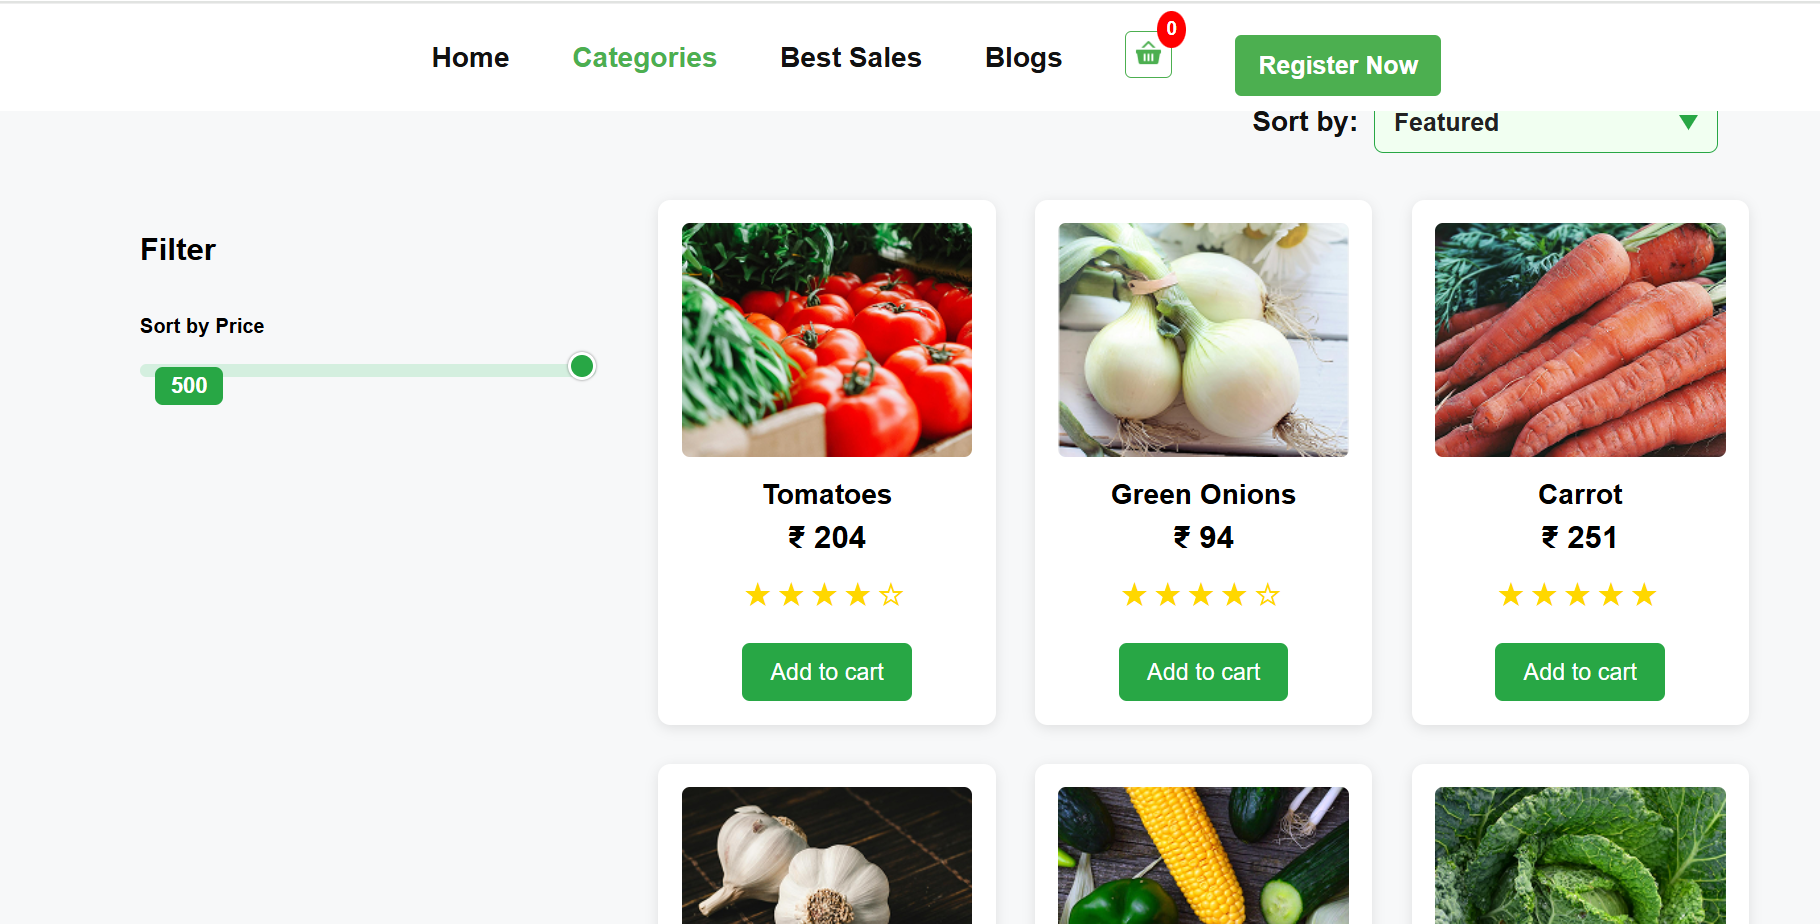 Home Categories Best Sales Blogs 0 Register Now
Sort by: Featured
Filter
Sort by Price
500
Tomatoes
₹ 204
Add to cart
Green Onions
₹ 94
Add to cart
Carrot
₹ 251
Add to cart